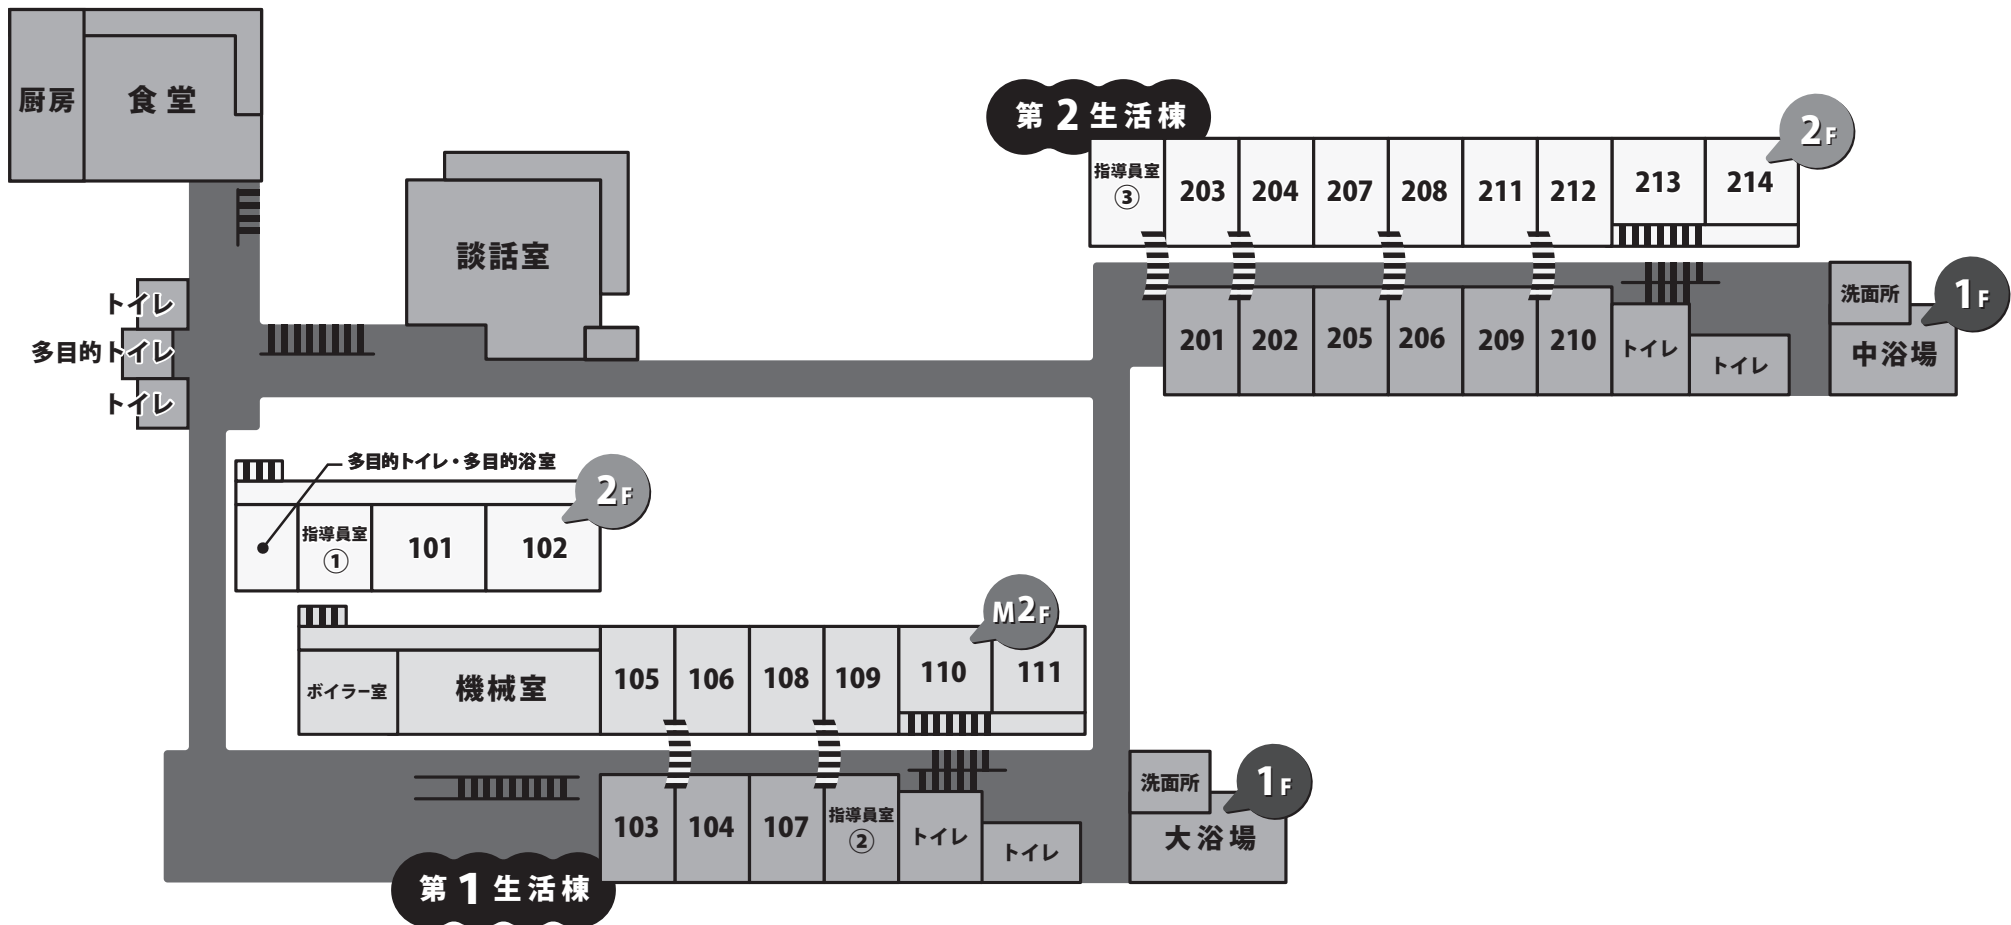 厨房
食堂
第2生活棟
2F
指導員室
③
203
204
207
208
211
212
213
214
談話室
トイレ
多目的トイレ
トイレ
201
202
205
206
209
210
トイレ
トイレ
洗面所
1F
中浴場
多目的トイレ・多目的浴室
2F
指導員室
①
101
102
M2F
ボイラー室
機械室
105
106
108
109
110
111
103
104
107
指導員室
②
トイレ
トイレ
洗面所
1F
大浴場
第1生活棟